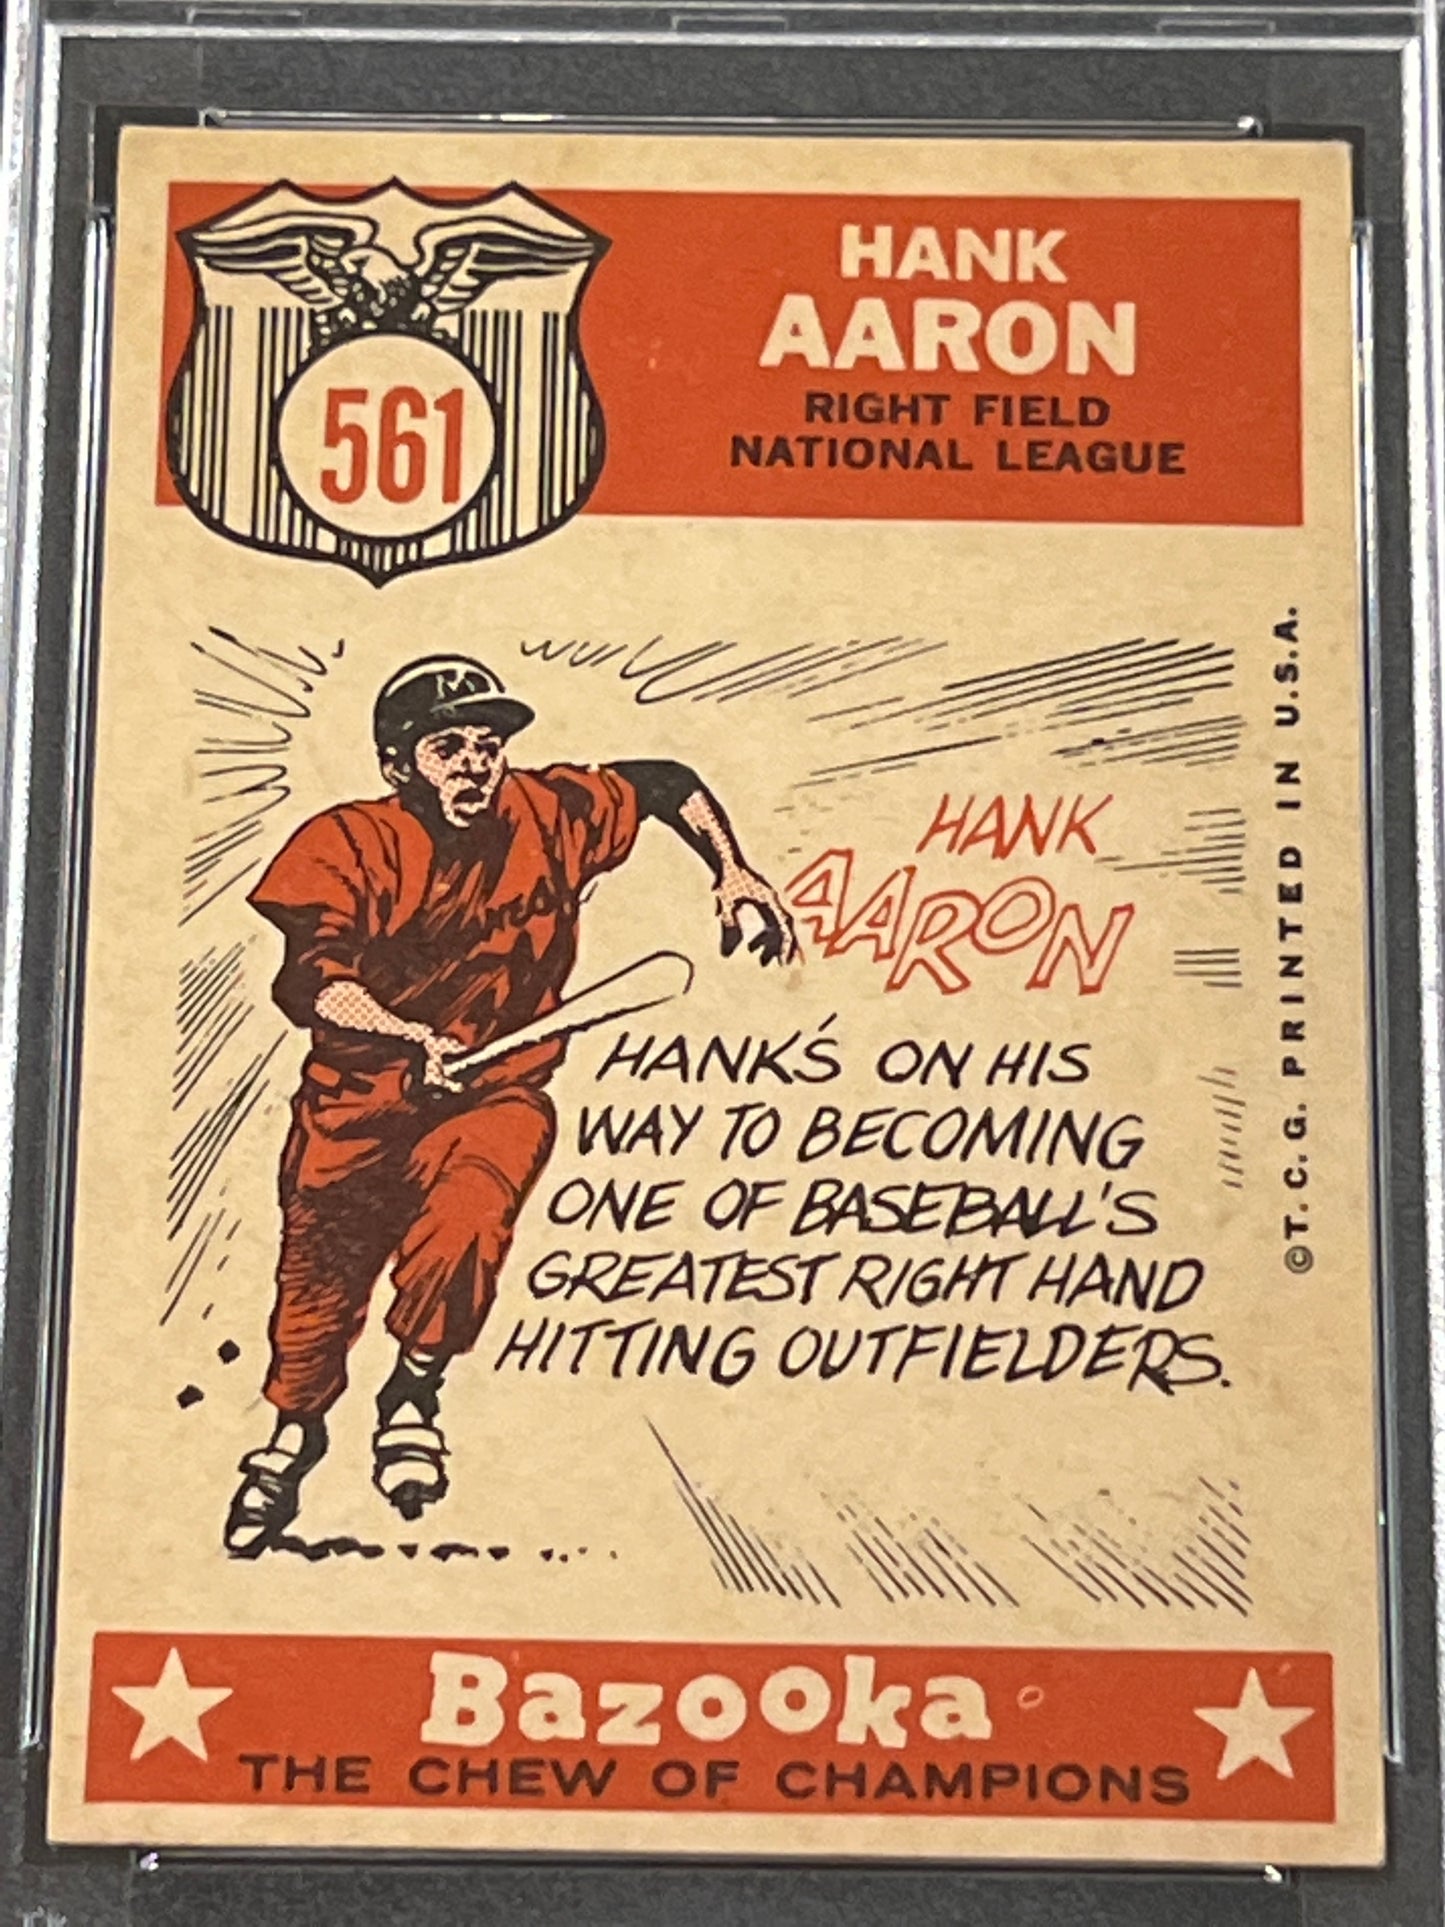 561
HANK
AARON
RIGHT FIELD
NATIONAL LEAGUE
M
HANK
AARON
HANK'S ON HIS
WAY TO BECOMING
ONE OF BASEBALL'S
GREATEST RIGHT HAND
HITTING OUTFIELDERS.
©T.C.G. PRINTED IN U.S.A.
Bazooka
THE CHEW OF CHAMPIONS